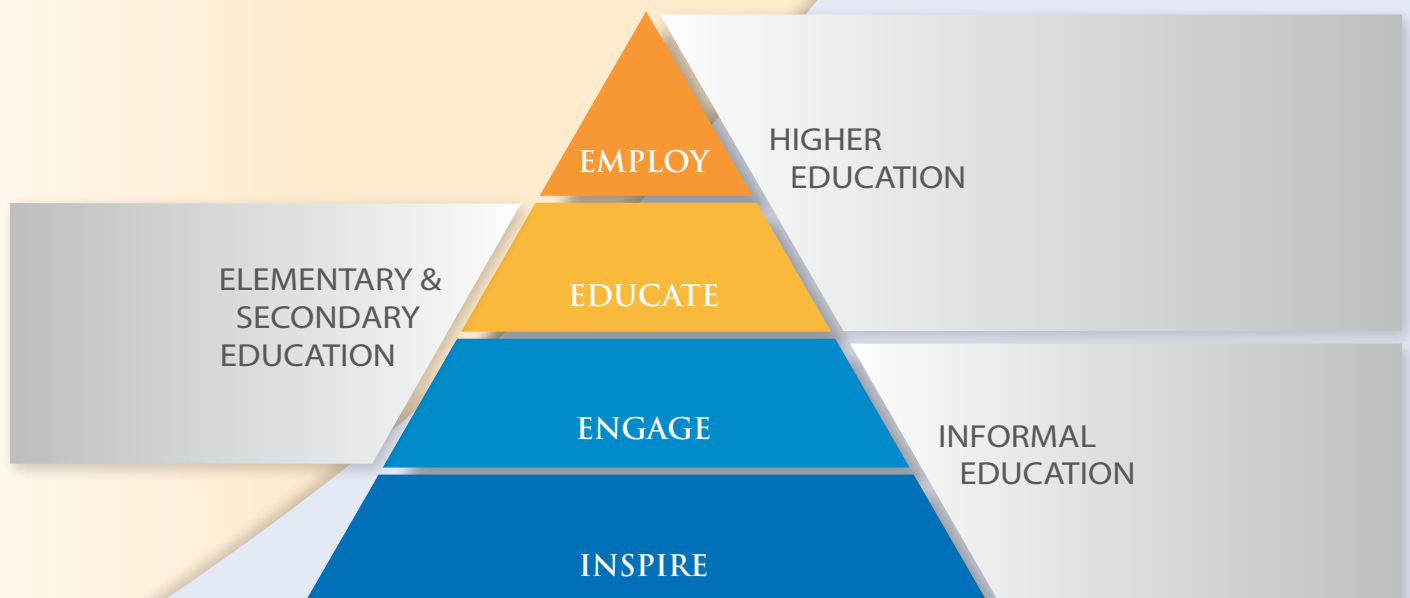 EMPLOY
HIGHER
EDUCATION
ELEMENTARY &
SECONDARY
EDUCATION
EDUCATE
ENGAGE
INFORMAL
EDUCATION
INSPIRE